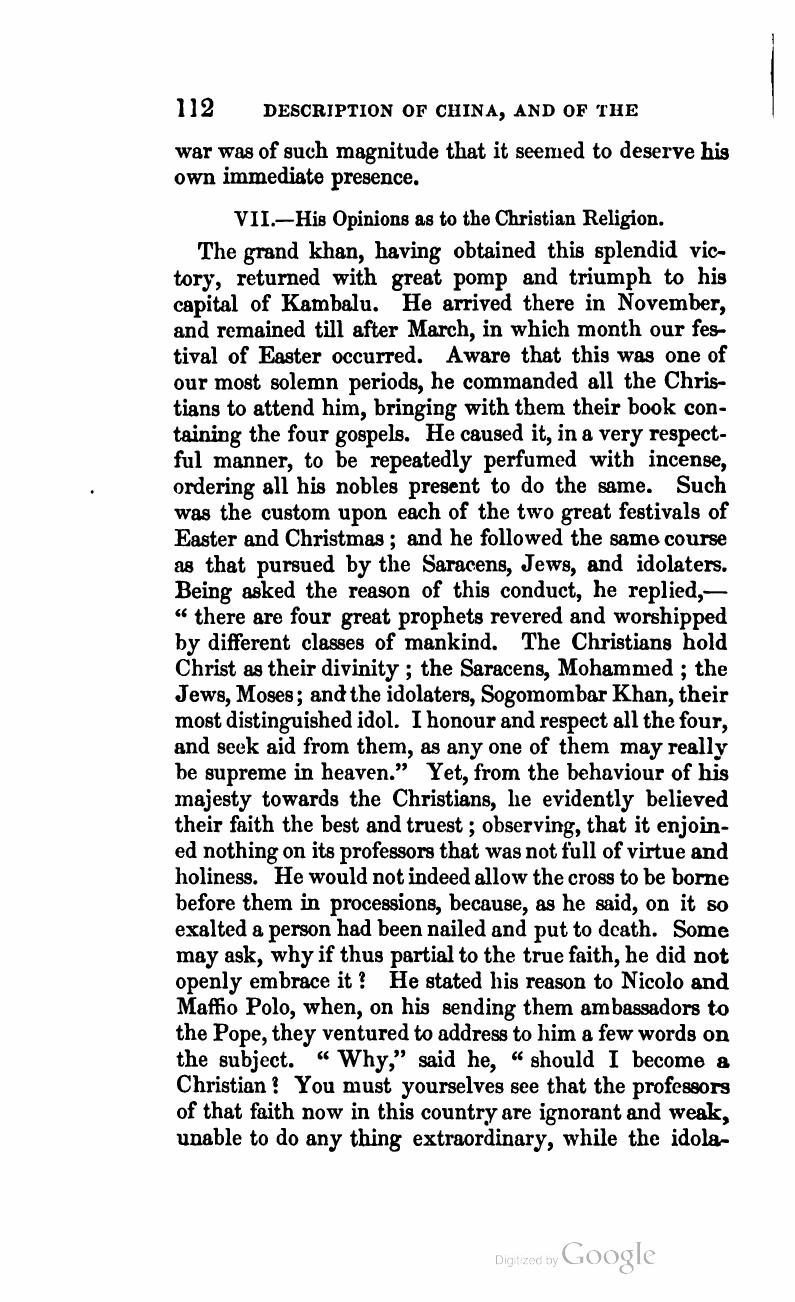 112 DESCRIPTION OF CHINA, AND OF THE
war was of such magnitude that it seemed to deserve his
own immediate presence.
VII.—His Opinions as to the Christian Religion.
The grand khan, having obtained this splendid vic-
tory, returned with great pomp and triumph to his
capital of Kambalu. He arrived there in November,
and remained till after March, in which month our fes-
tival of Easter occurred. Aware that this was one of
our most solemn periods, he commanded all the Chris-
tians to attend him, bringing with them their book con-
taining the four gospels. He caused it, in a very respect-
ful manner, to be repeatedly perfumed with incense,
ordering all his nobles present to do the same. Such
was the custom upon each of the two great festivals of
Easter and Christmas ; and he followed the same course
as that pursued by the Saracens, Jews, and idolaters.
Being asked the reason of this conduct, he replied,—
“ there are four great prophets revered and worshipped
by different classes of mankind. The Christians hold
Christ as their divinity ; the Saracens, Mohammed ; the
Jews, Moses; and the idolaters, Sogomombar Khan, their
most distinguished idol. I honour and respect all the four,
and seek aid from them, as any one of them may really
be supreme in heaven.” Yet, from the behaviour of his
majesty towards the Christians, he evidently believed
their faith the best and truest ; observing, that it enjoin-
ed nothing on its professors that was not full of virtue and
holiness. He would not indeed allow the cross to be borne
before them in processions, because, as he said, on it so
exalted a person had been nailed and put to death. Some
may ask, why if thus partial to the true faith, he did not
openly embrace it ? He stated his reason to Nicolo and
Maffio Polo, when, on his sending them ambassadors to
the Pope, they ventured to address to him a few words on
the subject. “ Why,” said he, “ should I become a
Christian ? You must yourselves see that the professors
of that faith now in this country are ignorant and weak,
unable to do any thing extraordinary, while the idola-
Digitized by Google